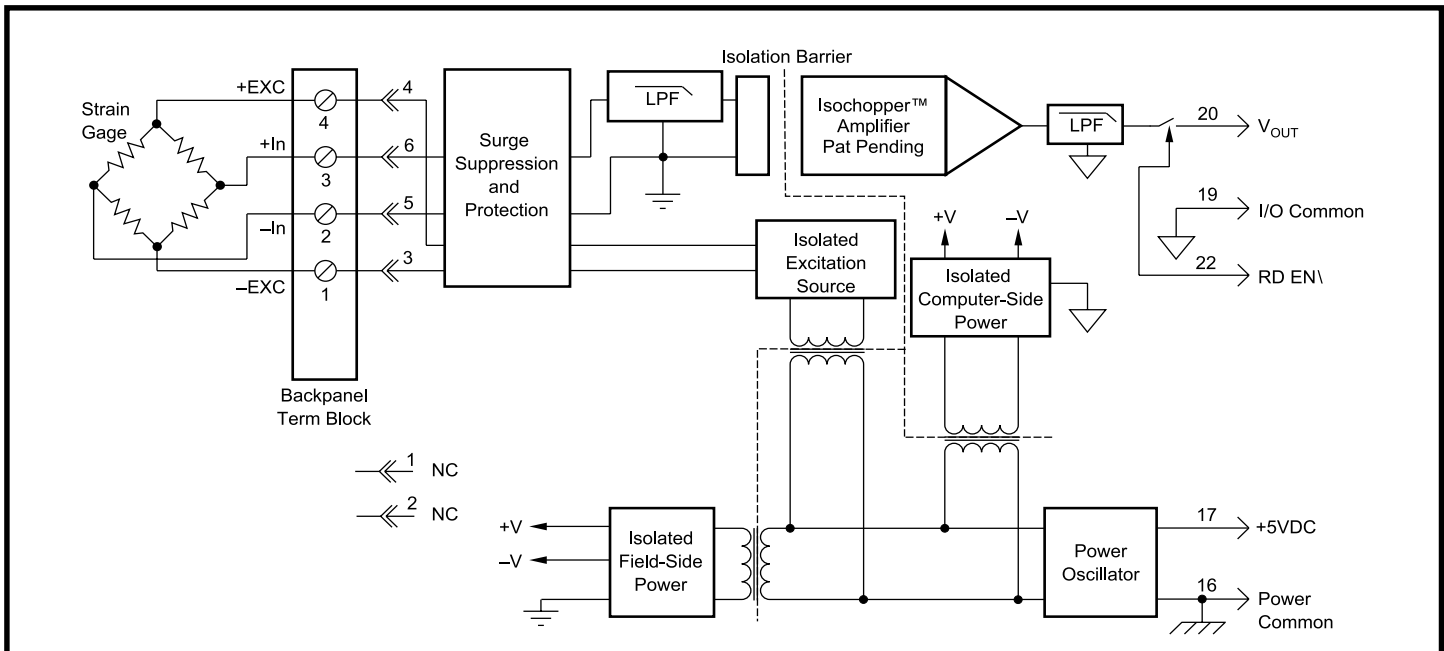 Strain
Gage
+EXC
4
4
+In
3
6
–In
2
5
–EXC
1
3
Backpanel
Term Block
Surge
Suppression
and
Protection
LPF
Isolation Barrier
Isochopper™
Amplifier
Pat Pending
LPF
20
VOUT
19
I/O Common
22
RD EN\
Isolated
Excitation
Source
+V
–V
Isolated
Computer-Side
Power
1
NC
2
NC
+V
–V
Isolated
Field-Side
Power
Power
Oscillator
17
+5VDC
16
Power
Common